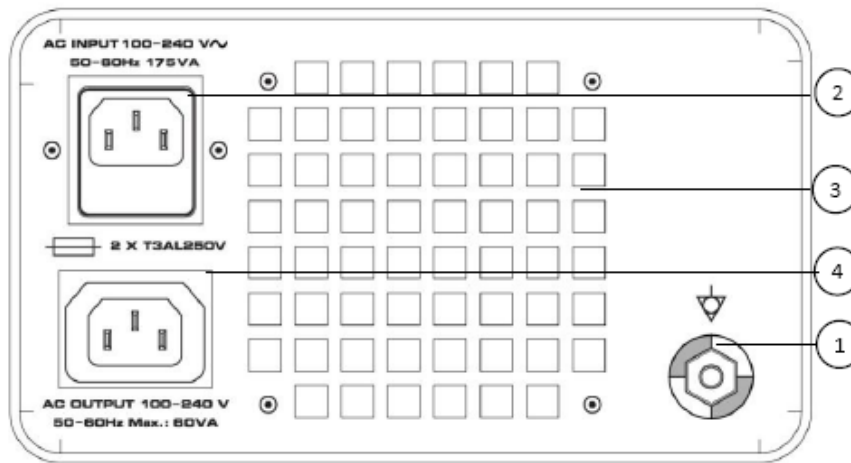 AC INPUT 100-240 V∿
50-60Hz 175VA
2
3
2 X T3AL250V
4
1
AC OUTPUT 100-240 V
50-60Hz Max.: 60VA